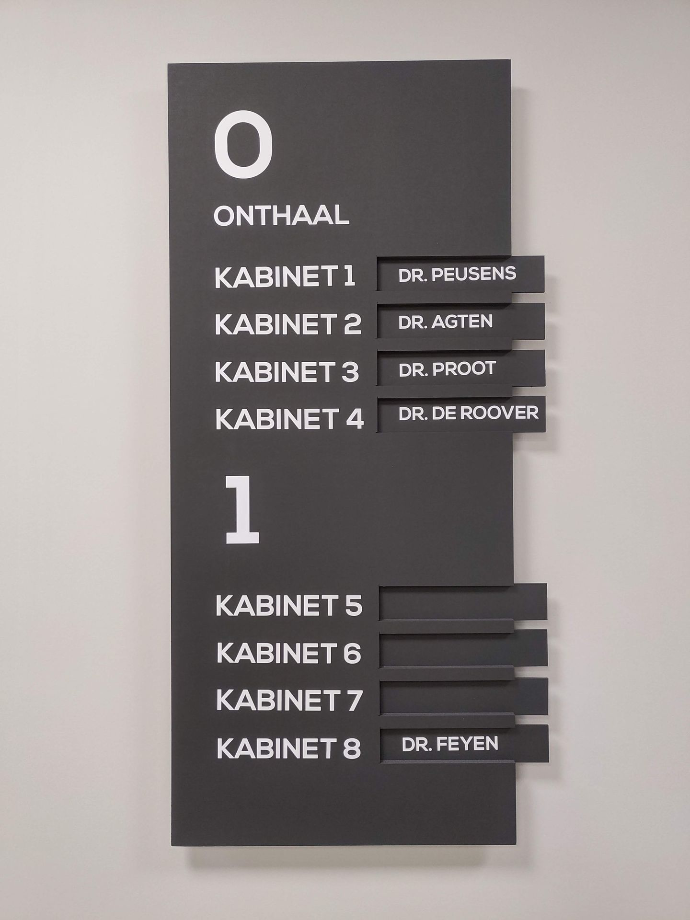 0
ONTHAAL
KABINET 1 DR. PEUSENS
KABINET 2 DR. AGTEN
KABINET 3 DR. PROOT
KABINET 4 DR. DE ROOVER
1
KABINET 5
KABINET 6
KABINET 7
KABINET 8 DR. FEYEN